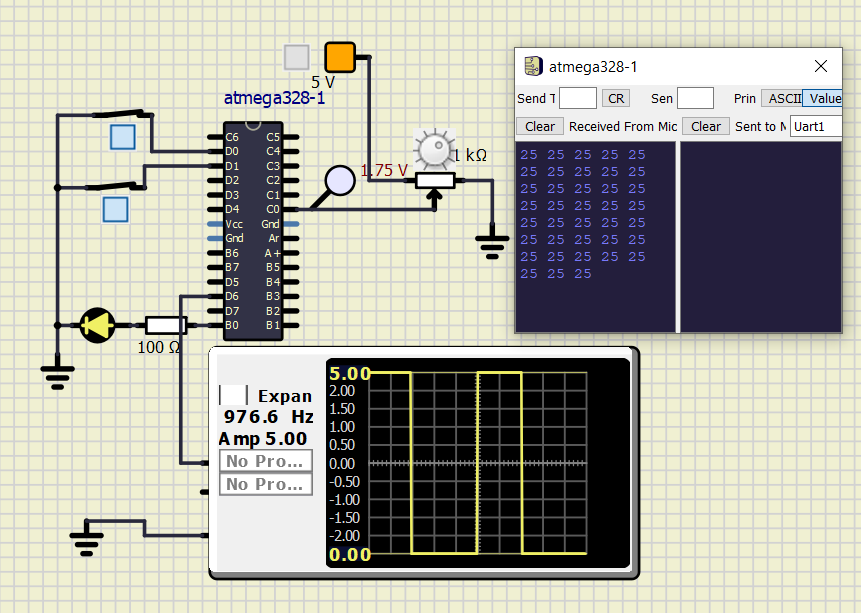 5 V
atmega328-1
C6 C5
D0 C4
D1 C3
D2 C2
D3 C1
D4 C0
Vcc Gnd
Gnd Ar
B6 A+
B7 B5
D5 B4
D6 B3
D7 B2
B0 B1
1.75 V
1 kΩ
100 Ω
atmega328-1
Send T CR Sen Prin ASCII Value
Clear Received From Mic Clear Sent to M Uart1
25 25 25 25 25
25 25 25 25 25
25 25 25 25 25
25 25 25 25 25
25 25 25 25 25
25 25 25 25 25
25 25 25 25 25
25 25 25
Expan
976.6 Hz
Amp 5.00
No Pro...
No Pro...
5.00
2.00
1.50
1.00
0.50
0.00
-0.50
-1.00
-1.50
-2.00
0.00